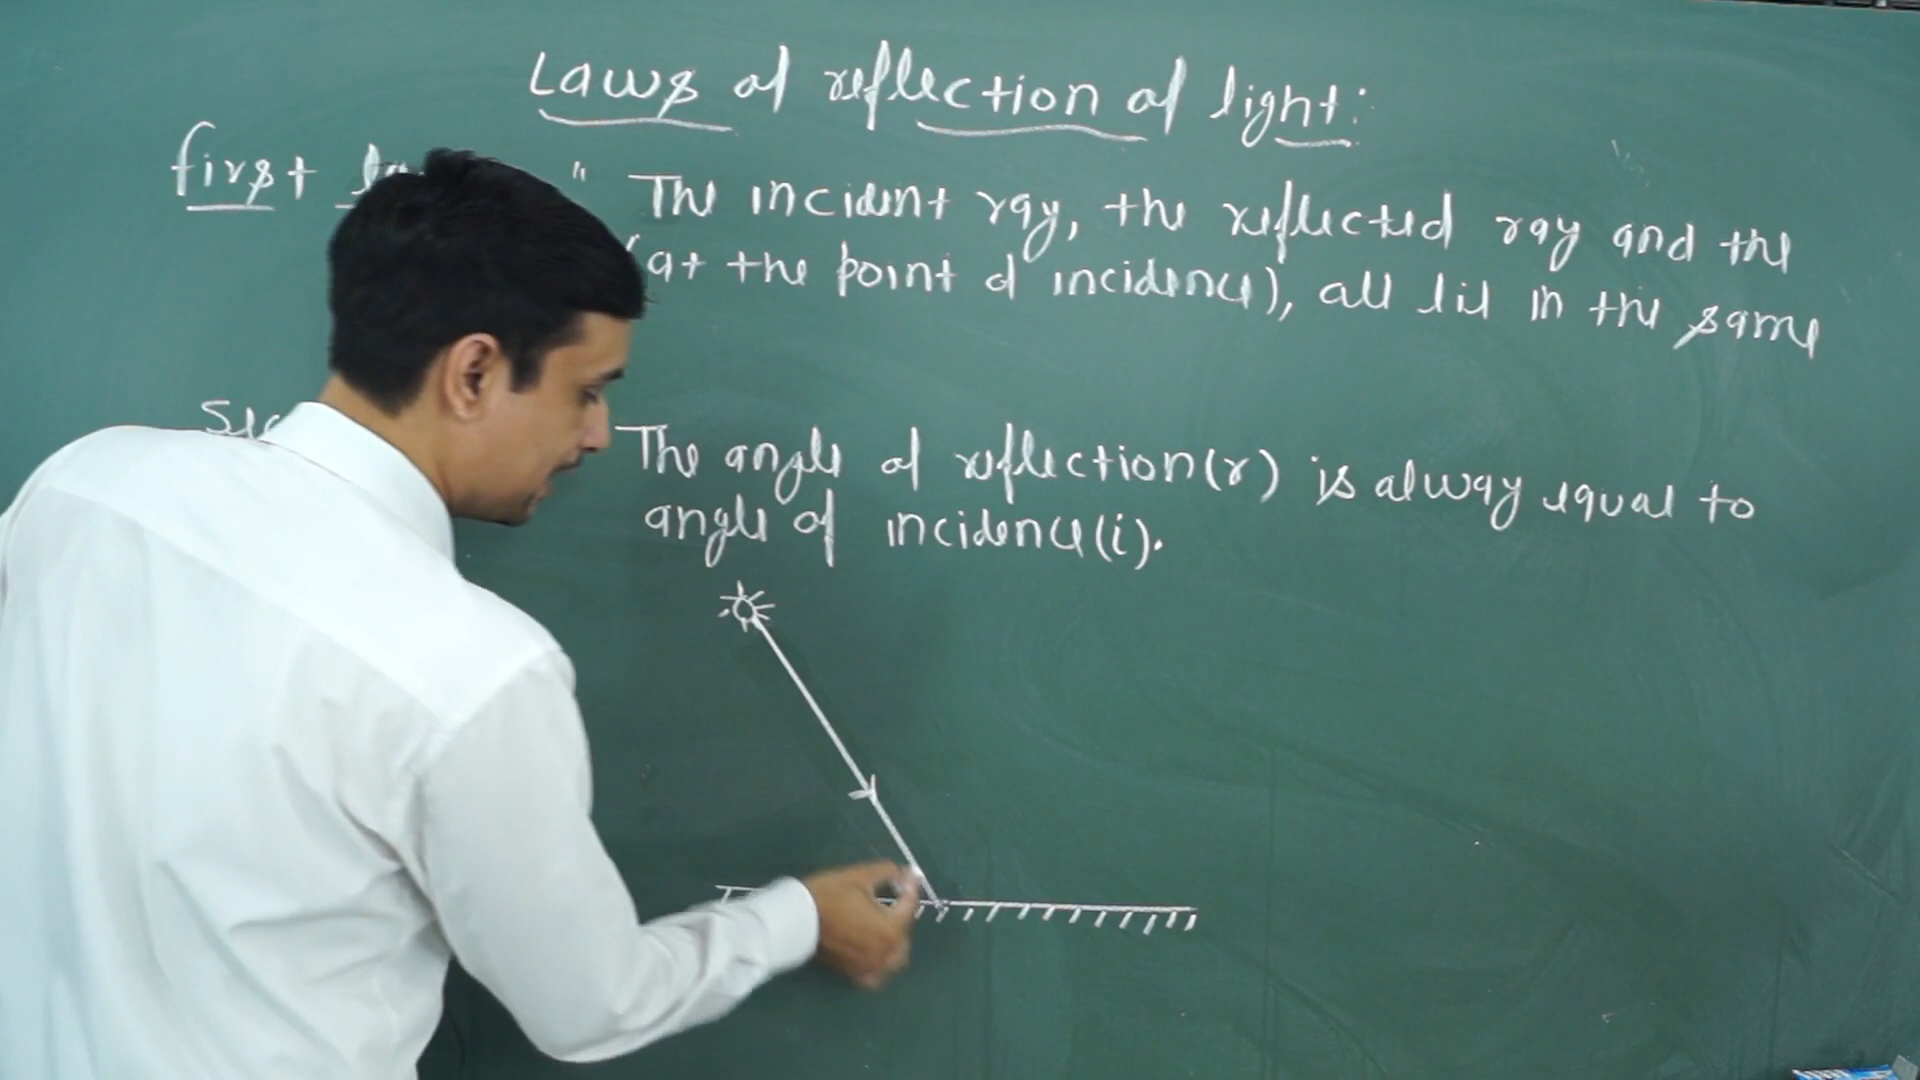 Laws of reflection of light:
first " The incident ray, the reflected ray and the
(at the point of incidence), all lie in the same
The angle of reflection(r) is alway equal to
angle of incidence(i).